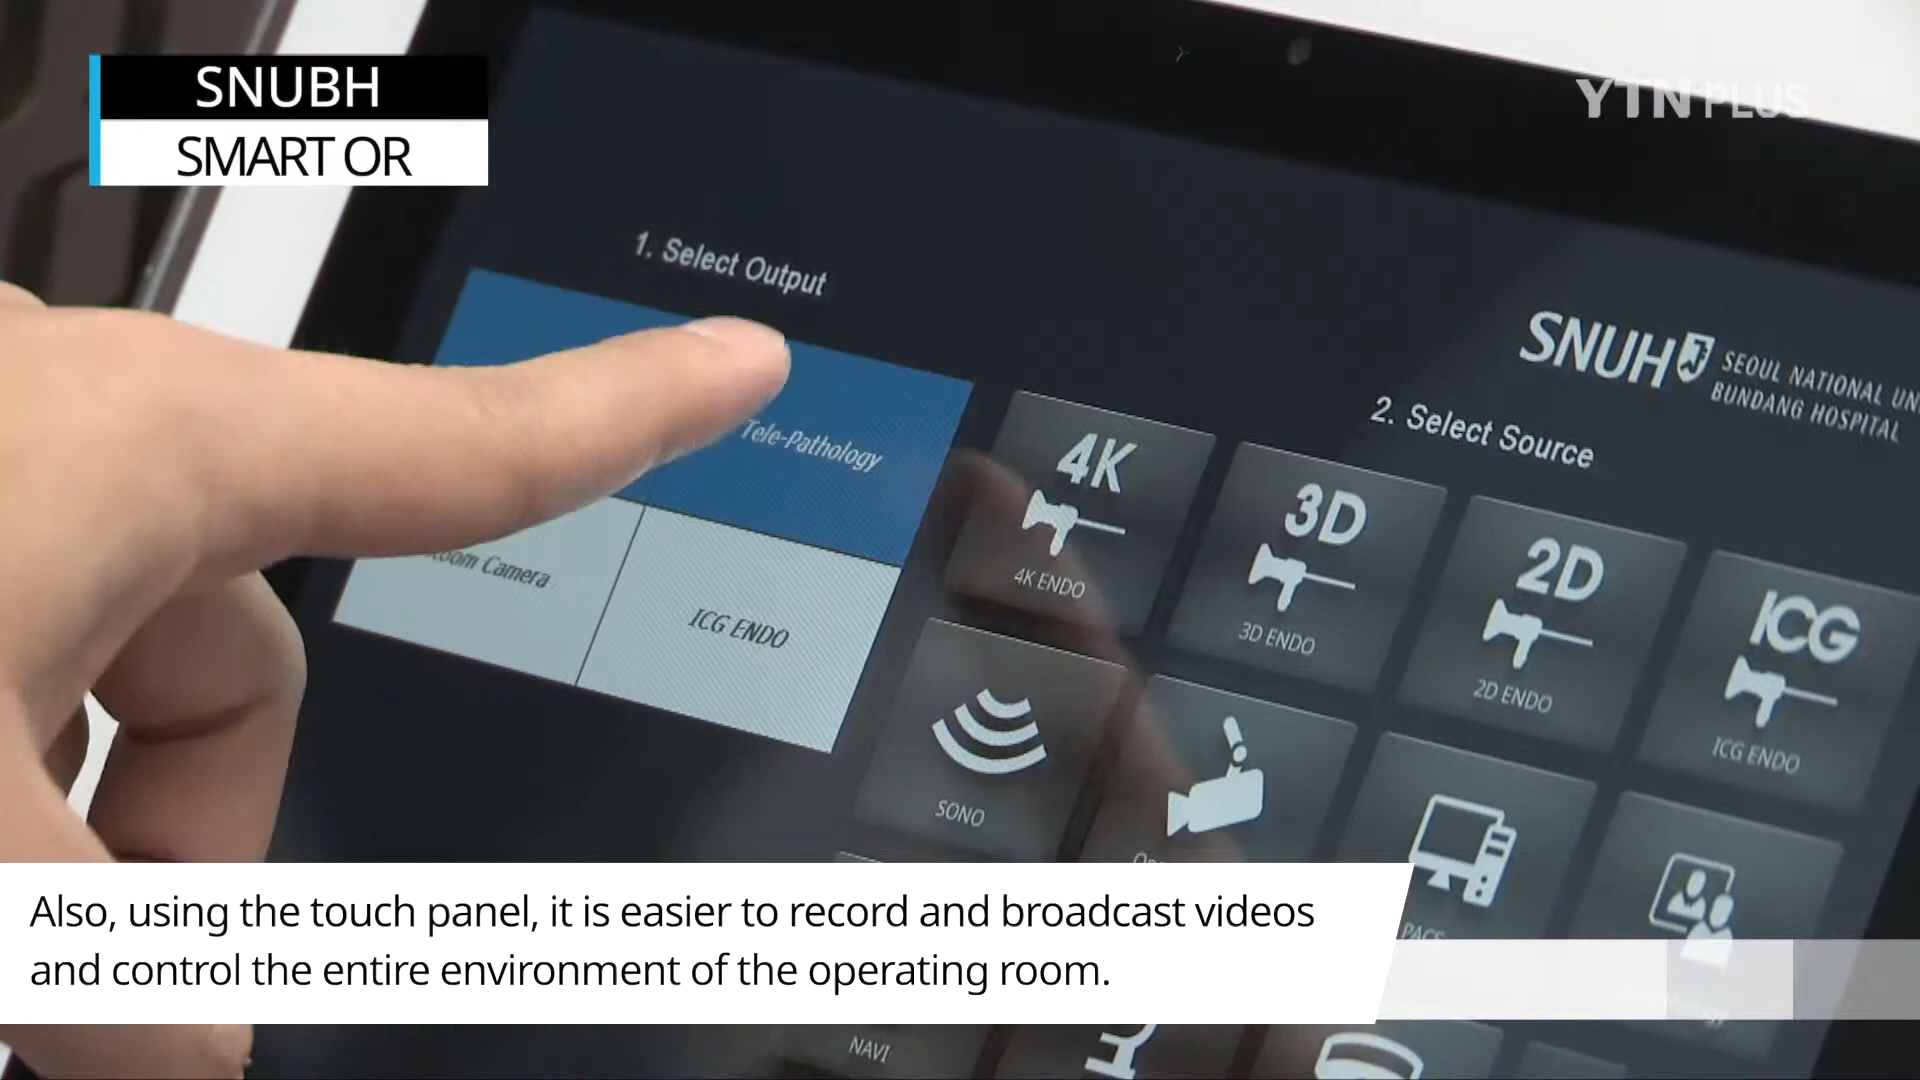 SNUBH
SMART OR
YTN PLUS
1. Select Output
Tele-Pathology
Room Camera
ICG ENDO
SNUH
SEOUL NATIONAL UN
BUNDANG HOSPITAL
2. Select Source
4K
4K ENDO
3D
3D ENDO
2D
2D ENDO
ICG
ICG ENDO
SONO
PACS
NAVI
Also, using the touch panel, it is easier to record and broadcast videos
and control the entire environment of the operating room.